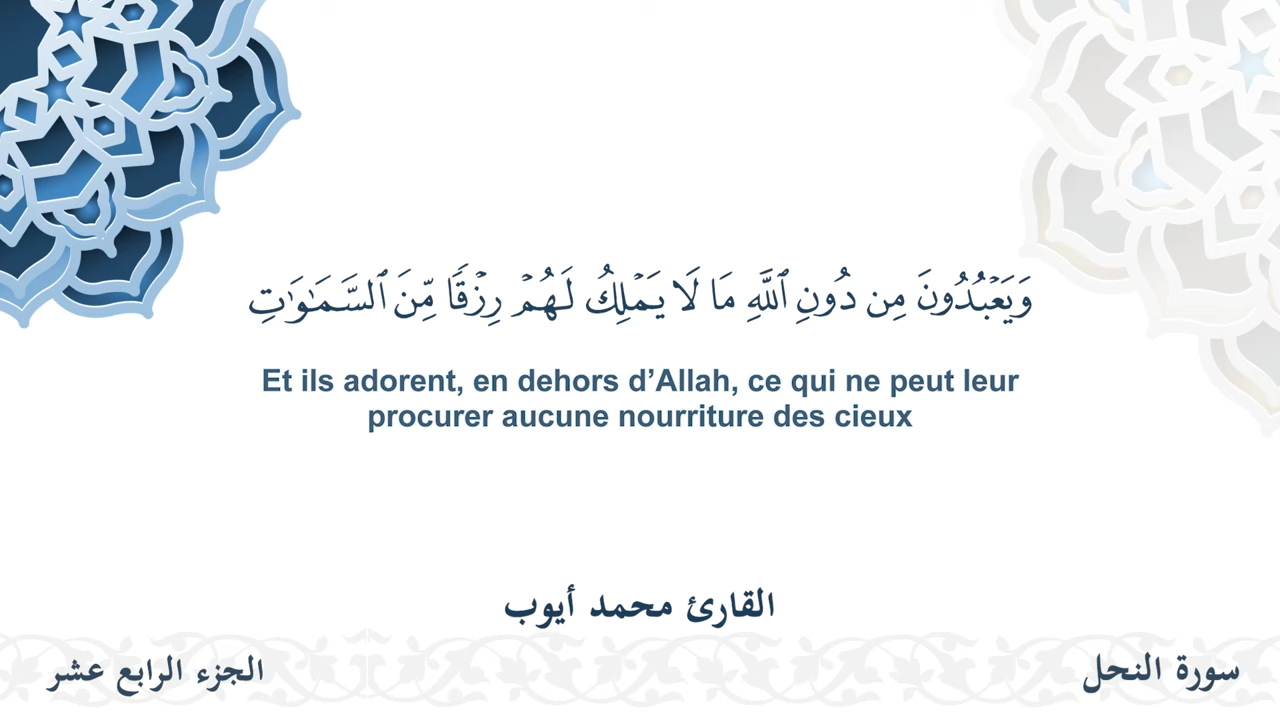 وَيَعْبُدُونَ مِن دُونِ ٱللَّهِ مَا لَا يَمْلِكُ لَهُمْ رِزْقًا مِّنَ ٱلسَّمَـٰوَٰتِ
Et ils adorent, en dehors d’Allah, ce qui ne peut leur
procurer aucune nourriture des cieux
القارئ محمد أيوب
سورة النحل
الجزء الرابع عشر